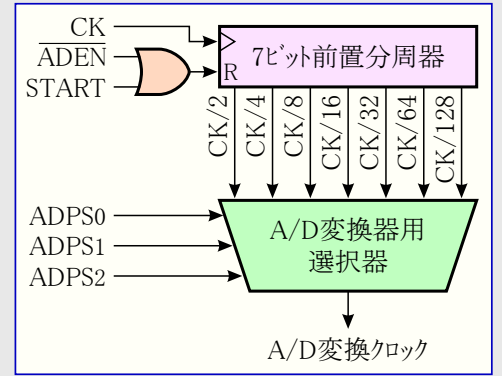 CK
ADEN
START
R
7ビット前置分周器
CK/2
CK/4
CK/8
CK/16
CK/32
CK/64
CK/128
ADPS0
ADPS1
ADPS2
A/D変換器用
選択器
A/D変換クロック